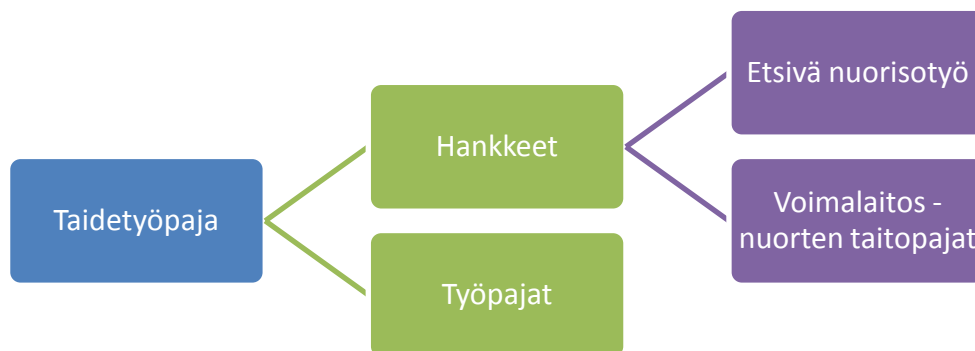 Taidetyöpaja
Hankkeet
Työpajat
Etsivä nuorisotyö
Voimalaitos -
nuorten taitopajat